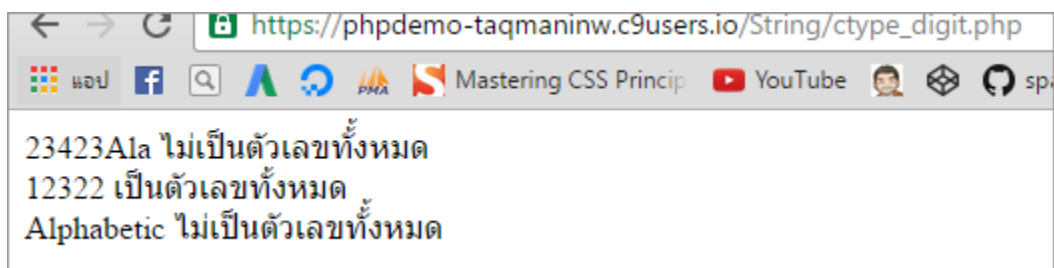 https://phpdemo-taqmaninw.c9users.io/String/ctype_digit.php
แอป PMA Mastering CSS Princip YouTube spa
23423Ala ไม่เป็นตัวเลขทั้งหมด
12322 เป็นตัวเลขทั้งหมด
Alphabetic ไม่เป็นตัวเลขทั้งหมด